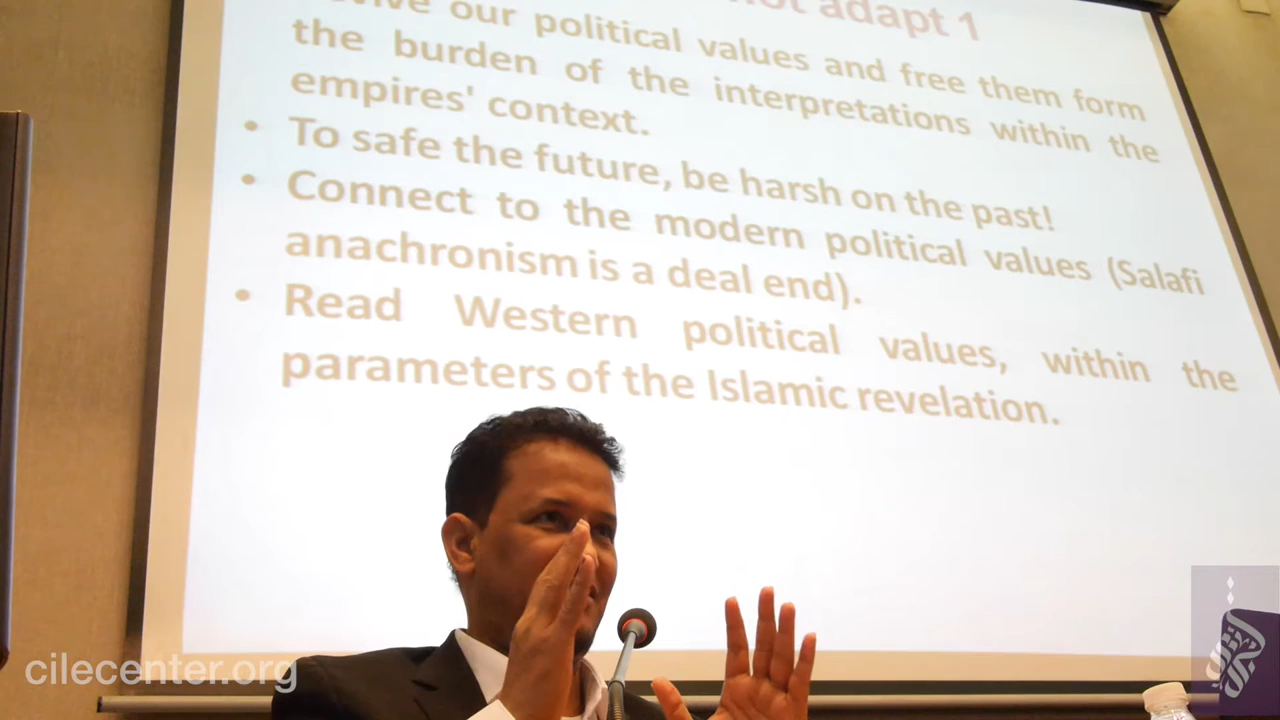 not adapt 1
our political values and free them form
the burden of the interpretations within the
empires' context.
• To safe the future, be harsh on the past!
• Connect to the modern political values (Salafi
anachronism is a deal end).
• Read Western political values, within the
parameters of the Islamic revelation.
cilecenter.org